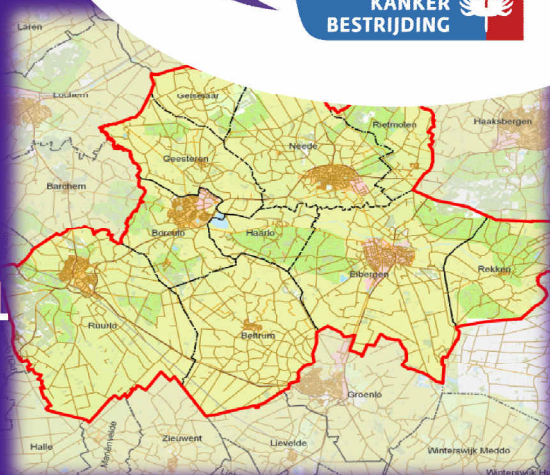 KANKER
BESTRIJDING
Laren
Lochem
Gelselaar
Rietmolen
Haaksbergen
Neede
Geesteren
Barchem
Borculo
Haarlo
Eibergen
Rekken
Ruurlo
Beltrum
Groenlo
Mariënvelde
Zieuwent
Lievelde
Halle
Winterswijk Meddo